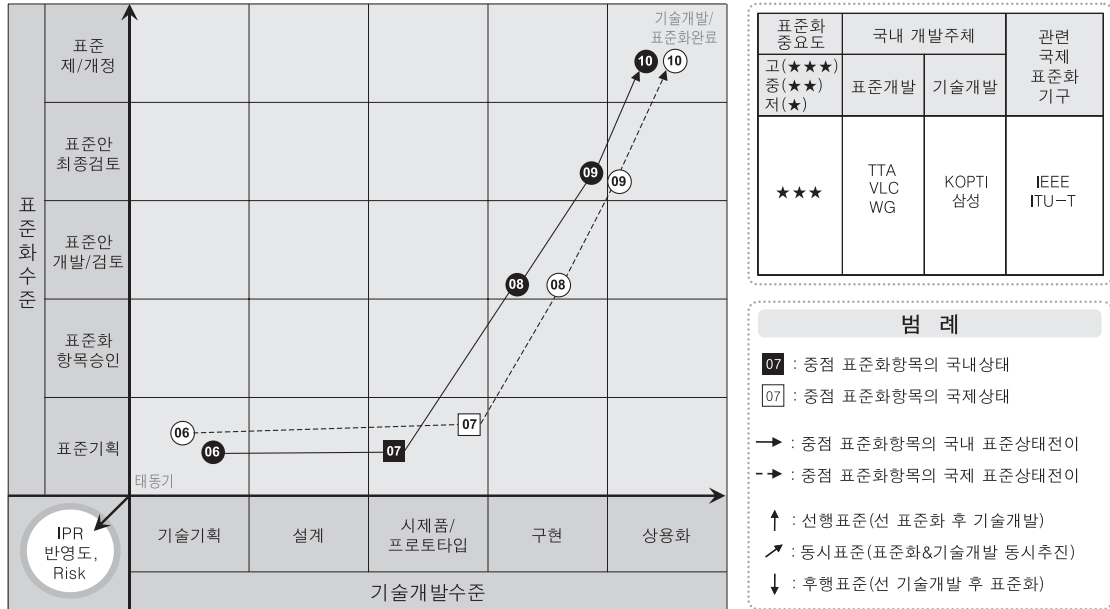 기술개발/
표준화완료
표준
제/개정
표준안
최종검토
표준안
개발/검토
표준화
항목승인
표준기획
표준화수준
10
10
09
09
08
08
07
07
06
06
태동기
IPR
반영도,
Risk
기술기획
설계
시제품/
프로토타입
구현
상용화
기술개발수준
표준화
중요도
국내 개발주체
관련
국제
표준화
기구
고(★★★)
중(★★)
저(★)
표준개발
기술개발
★★★
TTA
VLC
WG
KOPTI
삼성
IEEE
ITU-T
범 례
07 : 중점 표준화항목의 국내상태
07 : 중점 표준화항목의 국제상태
: 중점 표준화항목의 국내 표준상태전이
: 중점 표준화항목의 국제 표준상태전이
: 선행표준(선 표준화 후 기술개발)
: 동시표준(표준화&기술개발 동시추진)
: 후행표준(선 기술개발 후 표준화)